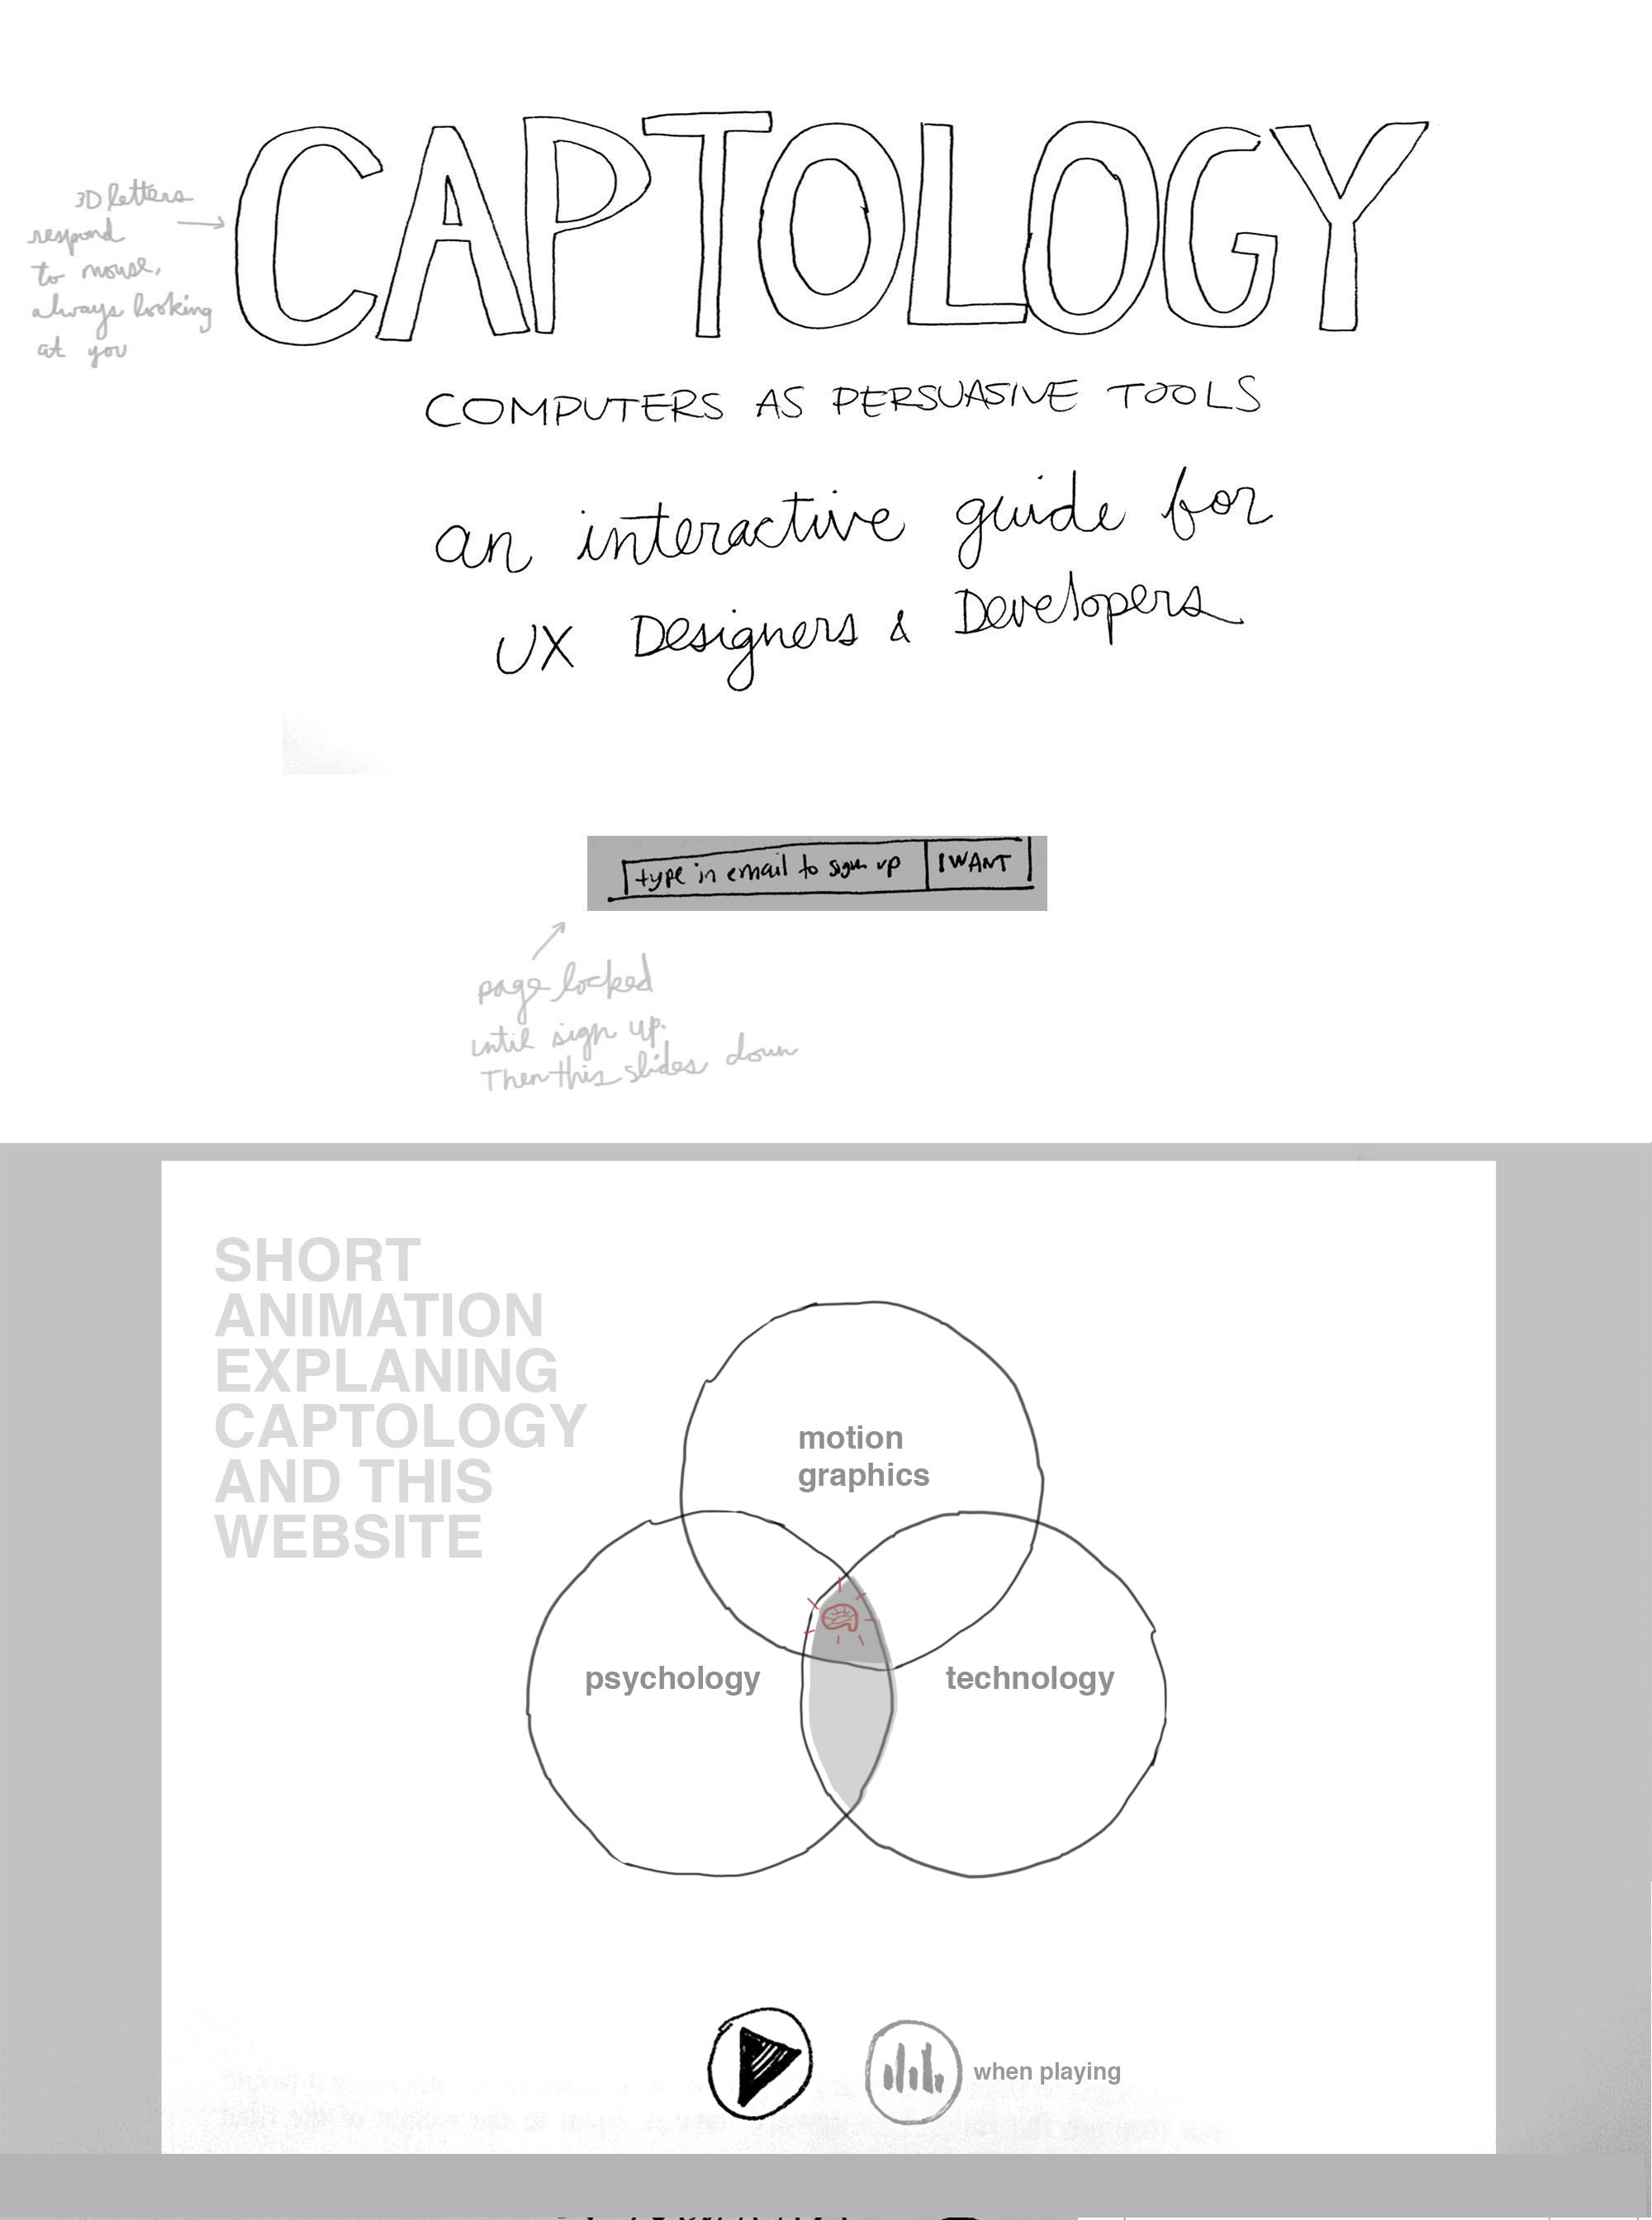 CAPTOLOGY
3D letters
respond
to mouse,
always looking
at you
COMPUTERS AS PERSUASIVE TOOLS
an interactive guide for
UX Designers & Developers
type in email to sign up
I WANT
page locked
until sign up.
Then this slides down
SHORT
ANIMATION
EXPLANING
CAPTOLOGY
AND THIS
WEBSITE
motion
graphics
psychology
technology
when playing